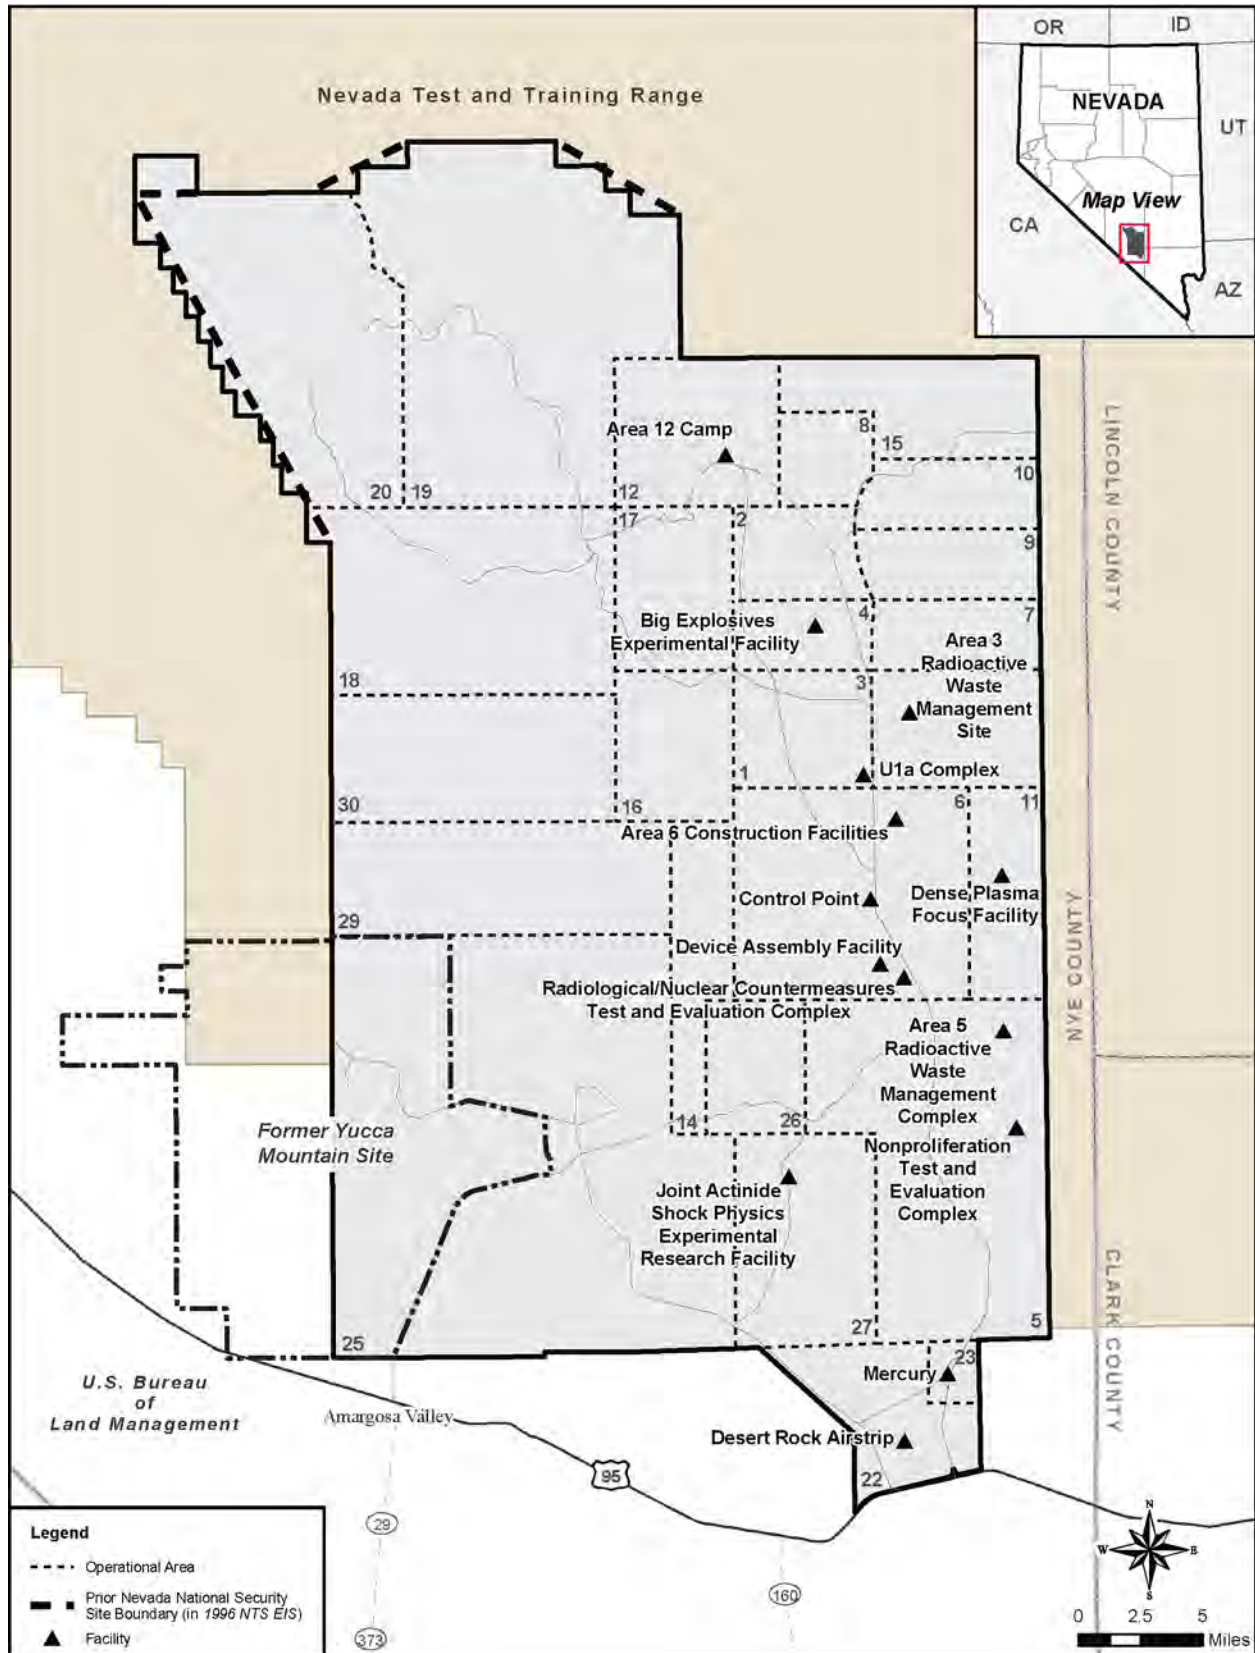 OR
ID
NEVADA
UT
Map View
CA
AZ
Nevada Test and Training Range
LINCOLN COUNTY
Area 12 Camp
8
15
10
20
19
12
17
2
9
4
7
Big Explosives
Experimental Facility
Area 3
Radioactive
Waste
Management
Site
18
3
U1a Complex
1
30
16
6
11
Area 6 Construction Facilities
Control Point
Dense Plasma
Focus Facility
29
Device Assembly Facility
Radiological/Nuclear Countermeasures
Test and Evaluation Complex
NYE COUNTY
Area 5
Radioactive
Waste
Management
Complex
14
26
Former Yucca
Mountain Site
Nonproliferation
Test and
Evaluation
Complex
Joint Actinide
Shock Physics
Experimental
Research Facility
CLARK COUNTY
25
27
5
23
Mercury
U.S. Bureau
of
Land Management
Amargosa Valley
Desert Rock Airstrip
22
95
29
160
373
Legend
Operational Area
Prior Nevada National Security
Site Boundary (in 1996 NTS EIS)
Facility
N
W
E
S
0 2.5 5
Miles